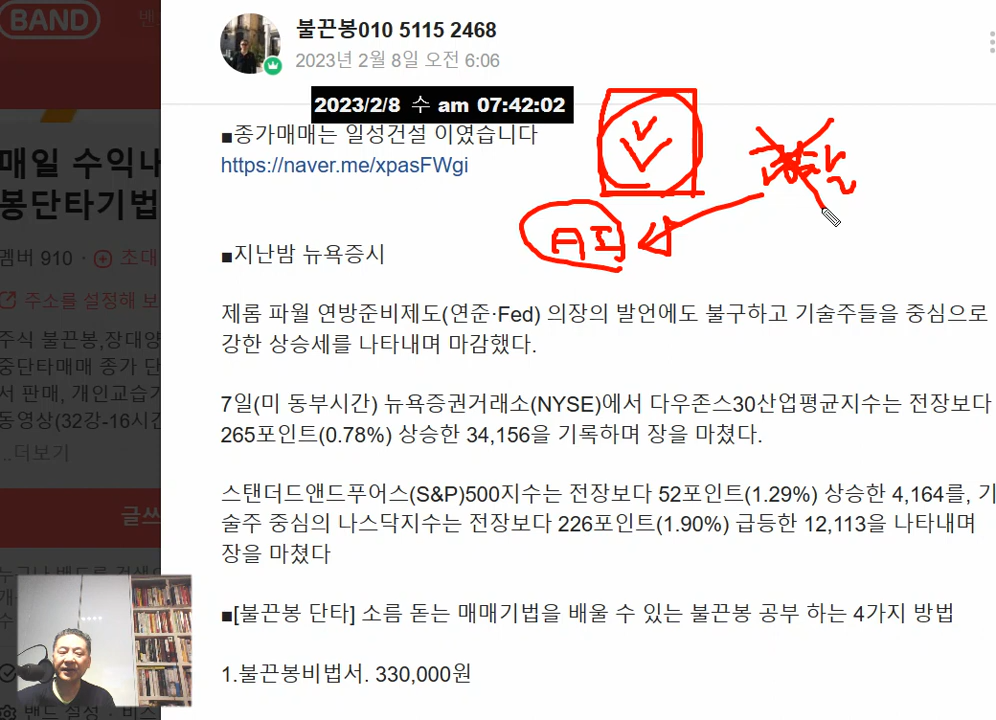 BAND
밴
매일 수익내
봉단타기법
멤버 910 · 초대
주소를 설정해 보
주식 불끈봉,장대양
중단타매매 종가 단
서 판매, 개인교습기
동영상(32강-16시간
...더보기
글쓰
불끈봉010 5115 2468
2023년 2월 8일 오전 6:06
2023/2/8 수 am 07:42:02
■종가매매는 일성건설 이였습니다
https://naver.me/xpasFWgi
AI
■지난밤 뉴욕증시
제롬 파월 연방준비제도(연준·Fed) 의장의 발언에도 불구하고 기술주들을 중심으로
강한 상승세를 나타내며 마감했다.
7일(미 동부시간) 뉴욕증권거래소(NYSE)에서 다우존스30산업평균지수는 전장보다
265포인트(0.78%) 상승한 34,156을 기록하며 장을 마쳤다.
스탠더드앤드푸어스(S&P)500지수는 전장보다 52포인트(1.29%) 상승한 4,164를, 기
술주 중심의 나스닥지수는 전장보다 226포인트(1.90%) 급등한 12,113을 나타내며
장을 마쳤다
■[불끈봉 단타] 소름 돋는 매매기법을 배울 수 있는 불끈봉 공부 하는 4가지 방법
1.불끈봉비법서. 330,000원
밴드 설정 · 비스